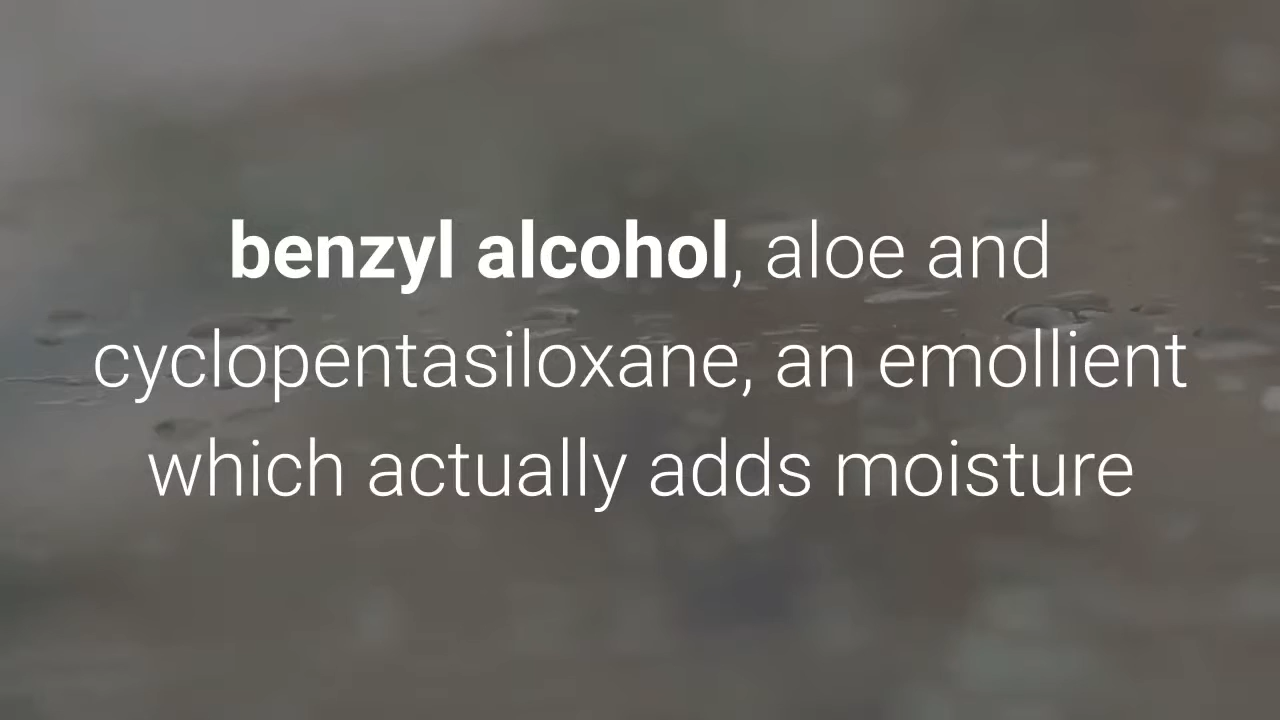 benzyl alcohol, aloe and
cyclopentasiloxane, an emollient
which actually adds moisture